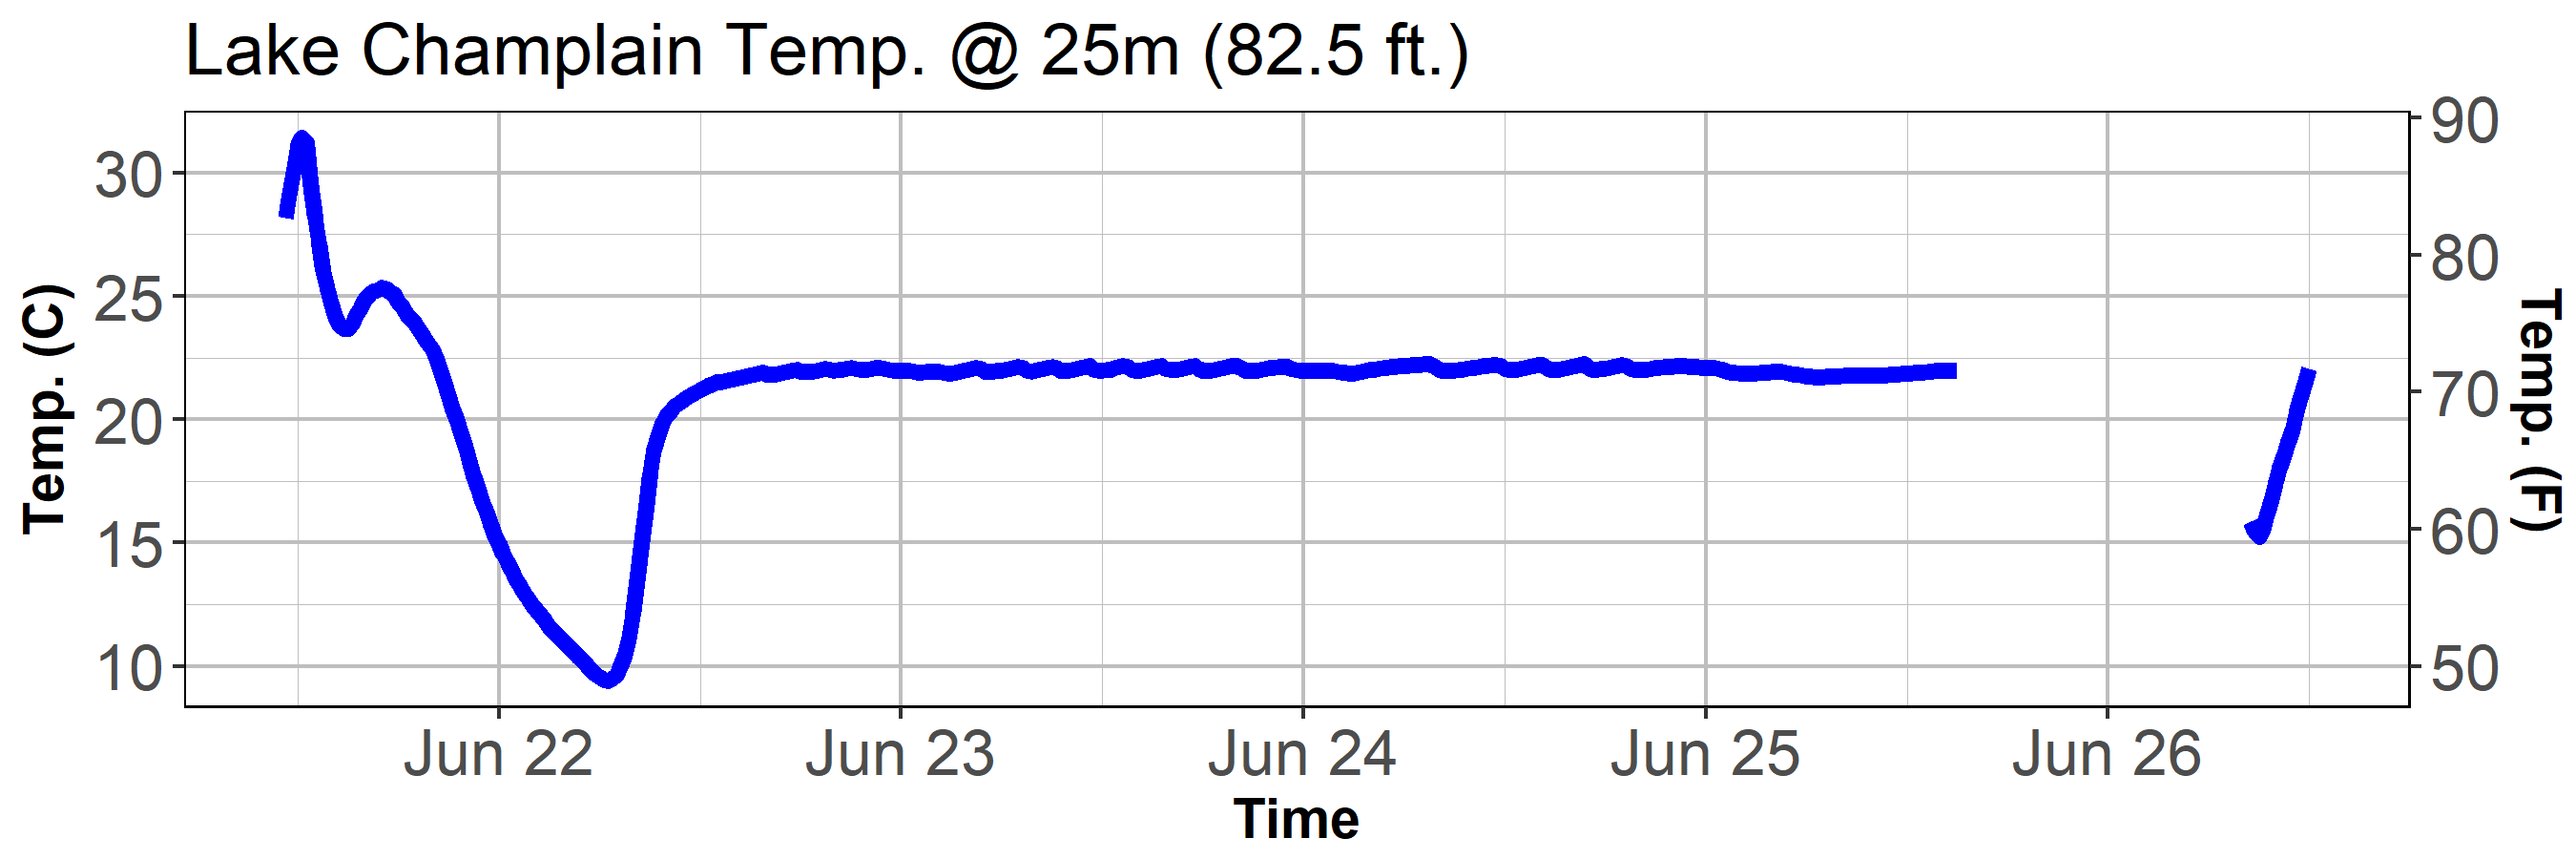 Lake Champlain Temp. @ 25m (82.5 ft.)
90
30
80
25
Temp. (C)
Temp. (F)
70
20
60
15
50
10
Jun 22 Jun 23 Jun 24 Jun 25 Jun 26
Time